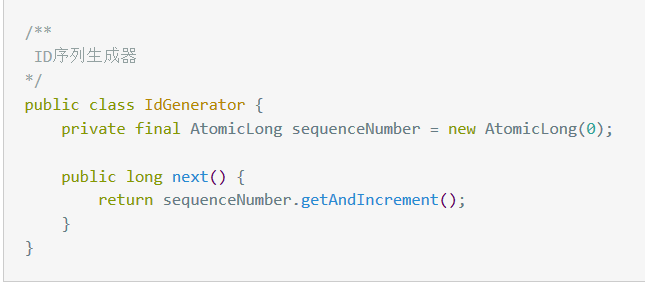 /**
 ID序列生成器
*/
public class IdGenerator {
    private final AtomicLong sequenceNumber = new AtomicLong(0);

    public long next() {
        return sequenceNumber.getAndIncrement();
    }
}